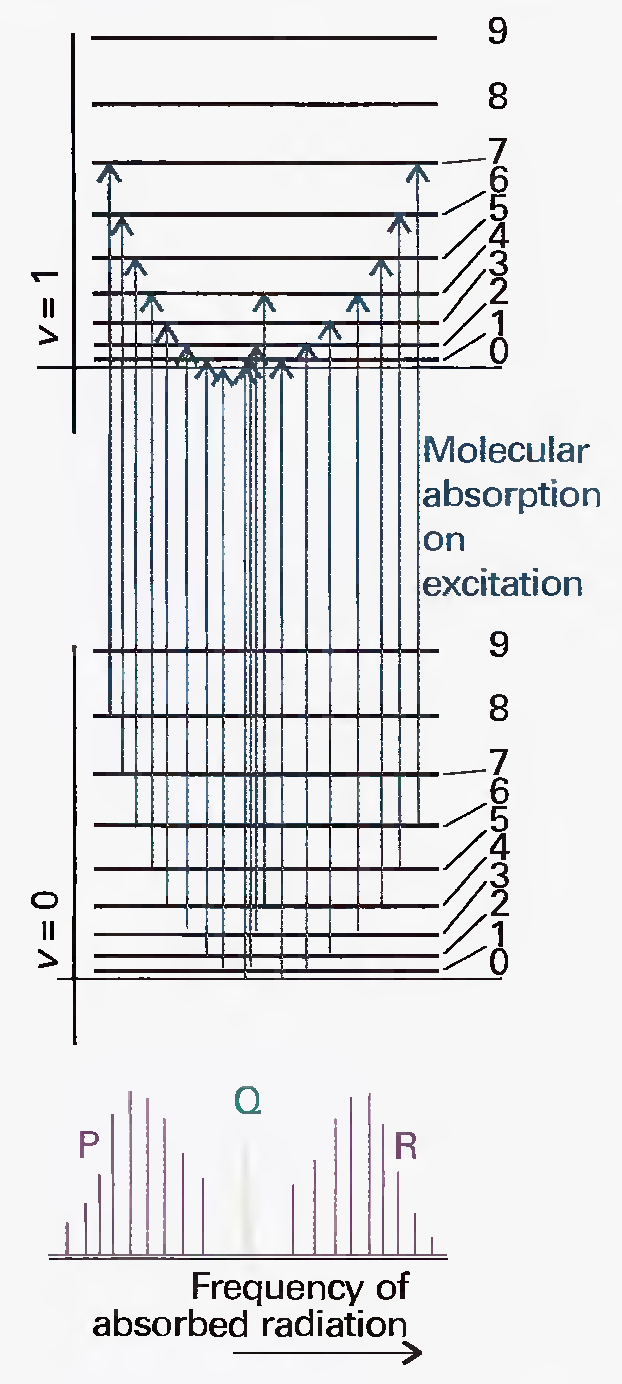 9
8
7
6
5
4
3
2
1
0
v = 1
Molecular
absorption
on
excitation
9
8
7
6
5
4
3
2
1
0
v = 0
Q
P
R
Frequency of
absorbed radiation